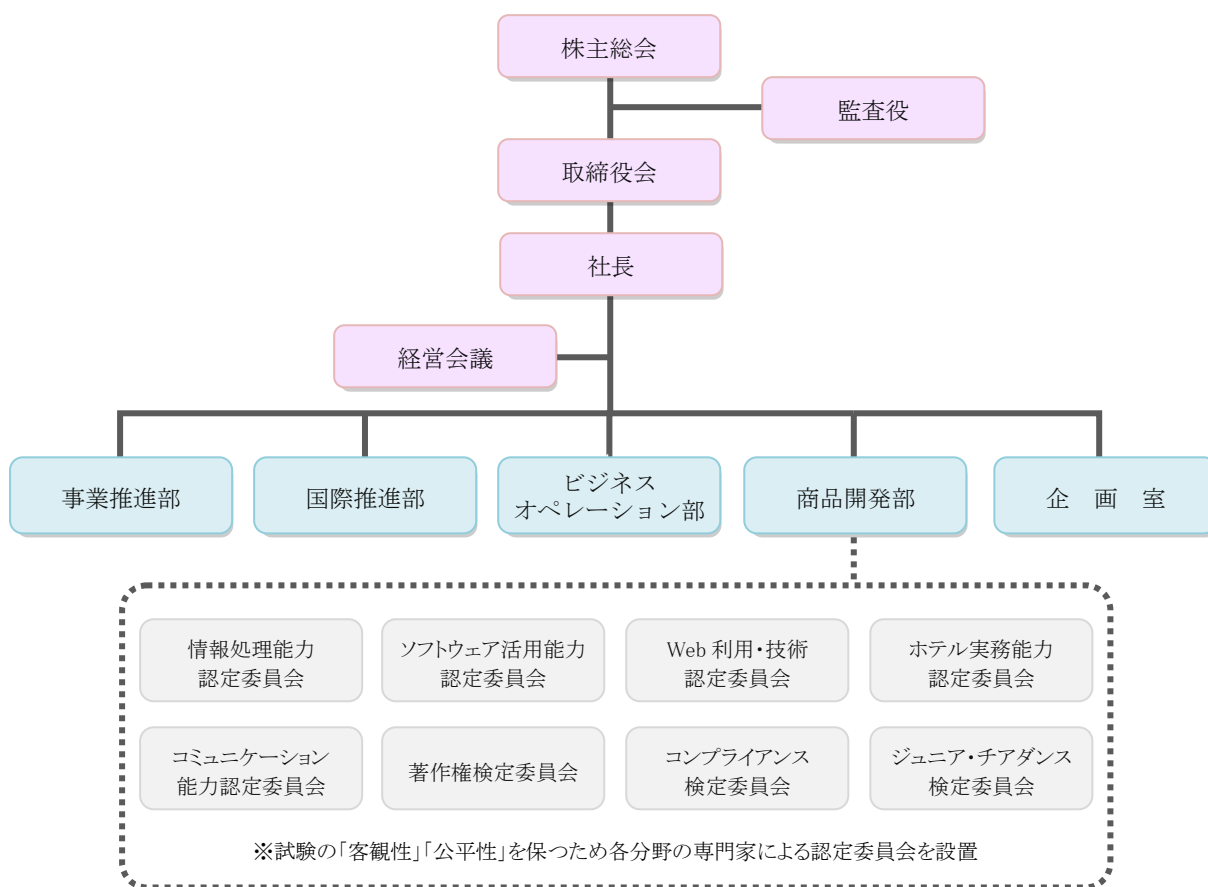 株主総会
監査役
取締役会
社長
経営会議
事業推進部
国際推進部
ビジネス
オペレーション部
商品開発部
企　画　室
情報処理能力
認定委員会
ソフトウェア活用能力
認定委員会
Web 利用・技術
認定委員会
ホテル実務能力
認定委員会
コミュニケーション
能力認定委員会
著作権検定委員会
コンプライアンス
検定委員会
ジュニア・チアダンス
検定委員会
※試験の「客観性」「公平性」を保つため各分野の専門家による認定委員会を設置